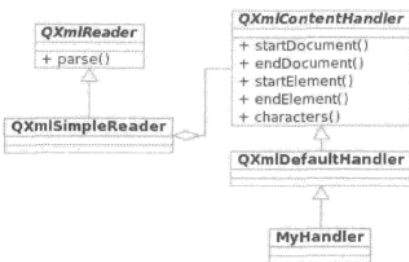 QXmlReader
+ parse()
QXmlSimpleReader
QXmlContentHandler
+ startDocument()
+ endDocument()
+ startElement()
+ endElement()
+ characters()
QXmlDefaultHandler
MyHandler